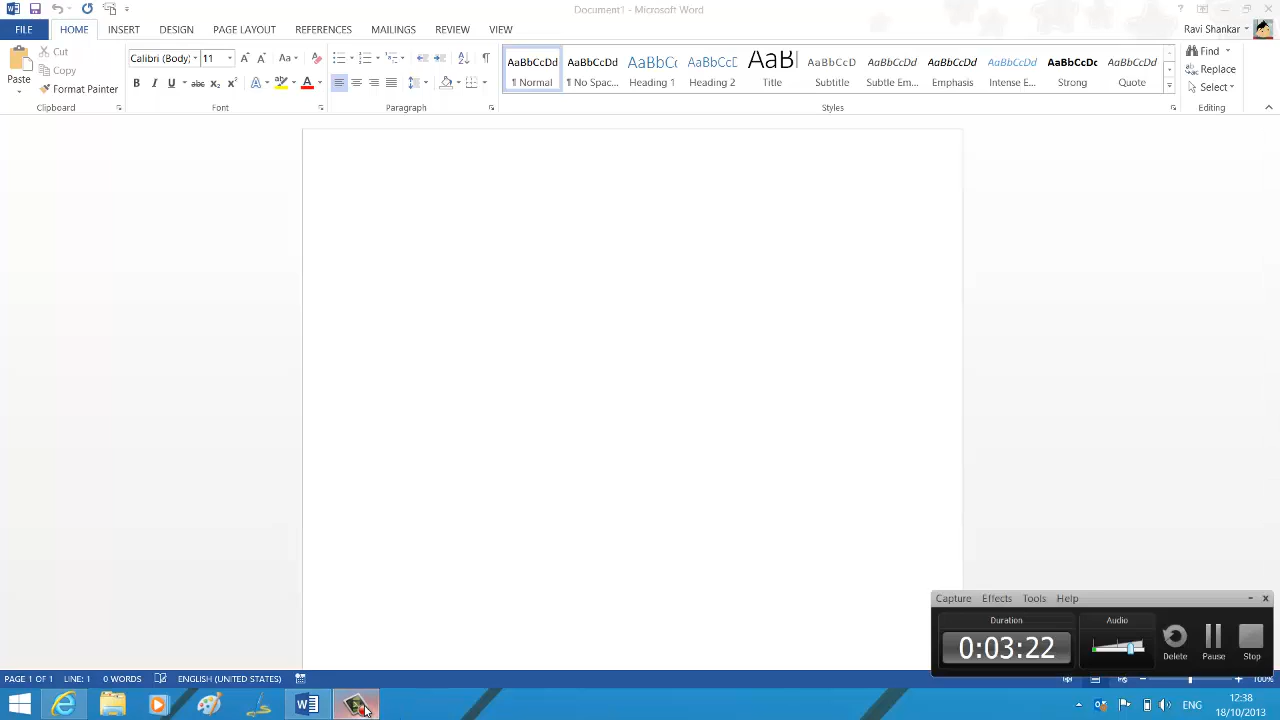 Document1 - Microsoft Word
FILE HOME INSERT DESIGN PAGE LAYOUT REFERENCES MAILINGS REVIEW VIEW Ravi Shankar
Paste
Cut
Copy
Format Painter
Clipboard
Calibri (Body) 11
Font
Paragraph
AaBbCcDd AaBbCcDd AaBbCc AaBbCcE AaB AaBbCcD AaBbCcDd AaBbCcDd AaBbCcDd AaBbCcDc AaBbCcDd
¶ Normal ¶ No Spac... Heading 1 Heading 2 Title Subtitle Subtle Em... Emphasis Intense E... Strong Quote
Styles
Find
Replace
Select
Editing
Capture Effects Tools Help
Duration
0:03:22
Audio
Delete Pause Stop
PAGE 1 OF 1 LINE: 1 0 WORDS ENGLISH (UNITED STATES) 100%
ENG
12:38
18/10/2013